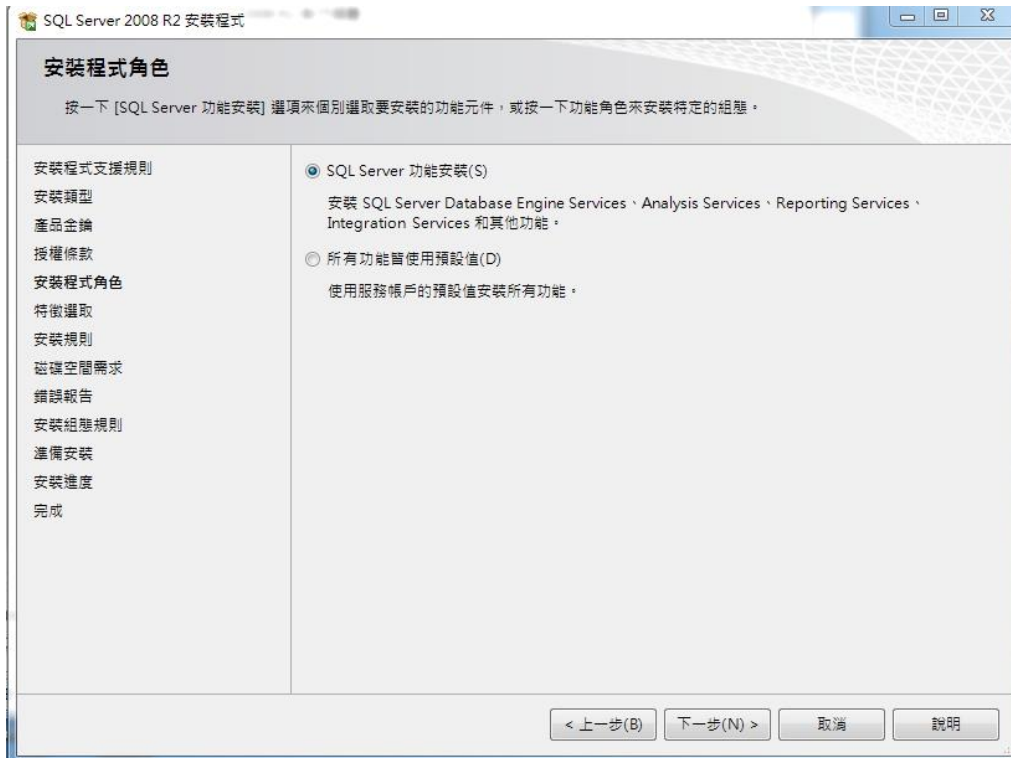 SQL Server 2008 R2 安裝程式
安裝程式角色
按一下 [SQL Server 功能安裝] 選項來個別選取要安裝的功能元件，或按一下功能角色來安裝特定的組態。
安裝程式支援規則
安裝類型
產品金鑰
授權條款
安裝程式角色
特徵選取
安裝規則
磁碟空間需求
錯誤報告
安裝組態規則
準備安裝
安裝進度
完成
SQL Server 功能安裝(S)
安裝 SQL Server Database Engine Services、Analysis Services、Reporting Services、
Integration Services 和其他功能。
所有功能皆使用預設值(D)
使用服務帳戶的預設值安裝所有功能。
< 上一步(B)
下一步(N) >
取消
說明